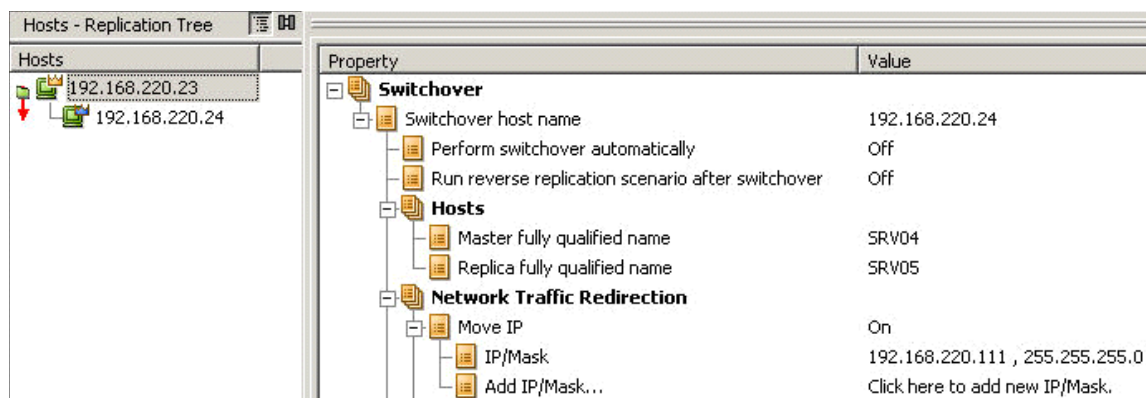 Hosts - Replication Tree
Hosts
192.168.220.23
192.168.220.24
Property Value
Switchover
Switchover host name 192.168.220.24
Perform switchover automatically Off
Run reverse replication scenario after switchover Off
Hosts
Master fully qualified name SRV04
Replica fully qualified name SRV05
Network Traffic Redirection
Move IP On
IP/Mask 192.168.220.111 , 255.255.255.0
Add IP/Mask... Click here to add new IP/Mask.